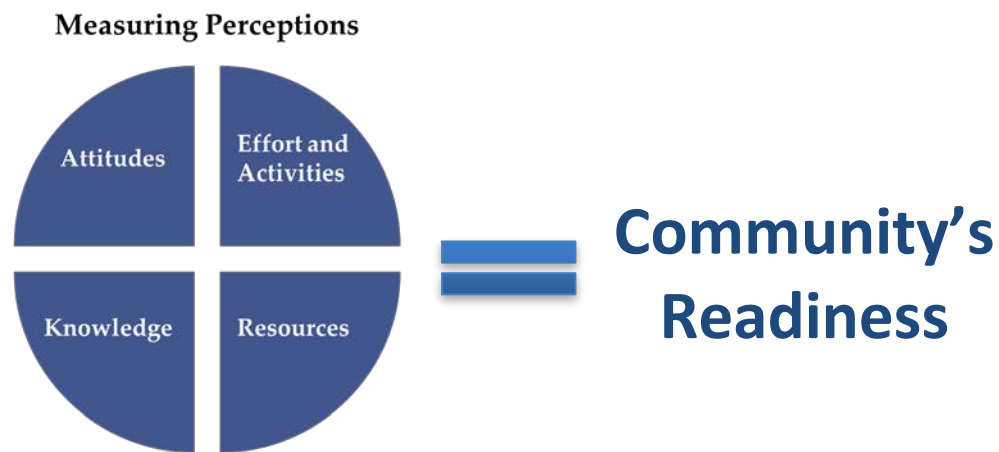 Measuring Perceptions
Attitudes
Effort and
Activities
Knowledge
Resources
Community’s
Readiness